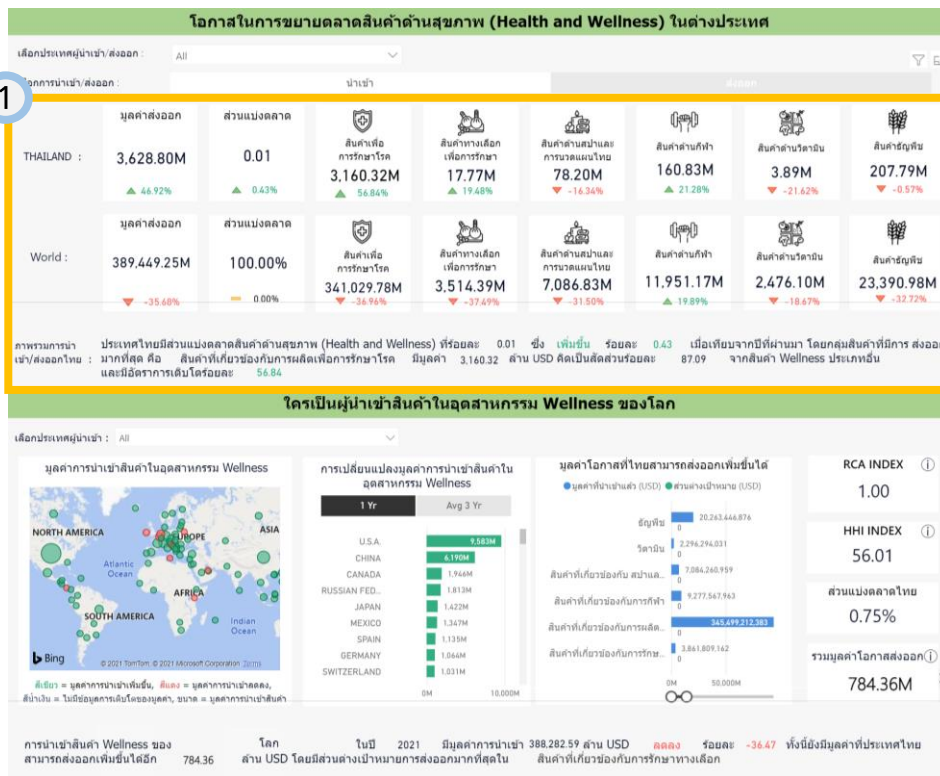 โอกาสในการขยายตลาดสินค้าด้านสุขภาพ (Health and Wellness) ในต่างประเทศ
เลือกประเทศผู้นำเข้า/ส่งออก :
All
อกการนำเข้า/ส่งออก :
นำเข้า
ส่งออก
1
THAILAND :
มูลค่าส่งออก
3,628.80M
46.92%
ส่วนแบ่งตลาด
0.01
0.43%
สินค้าเพื่อ
การรักษาโรค
3,160.32M
56.84%
สินค้าทางเลือก
เพื่อการรักษา
17.77M
19.48%
สินค้าด้านสปาและ
การนวดแผนไทย
78.20M
-16.34%
สินค้าด้านกีฬา
160.83M
21.28%
สินค้าด้านวิตามิน
3.89M
-21.62%
สินค้าธัญพืช
207.79M
-0.57%
World :
มูลค่าส่งออก
389,449.25M
-35.60%
ส่วนแบ่งตลาด
100.00%
0.00%
สินค้าเพื่อ
การรักษาโรค
341,029.78M
-36.96%
สินค้าทางเลือก
เพื่อการรักษา
3,514.39M
-37.49%
สินค้าด้านสปาและ
การนวดแผนไทย
7,086.83M
-31.50%
สินค้าด้านกีฬา
11,951.17M
19.89%
สินค้าด้านวิตามิน
2,476.10M
-18.67%
สินค้าธัญพืช
23,390.98M
-32.72%
ภาพรวมการนำ
เข้า/ส่งออกไทย :
ประเทศไทยมีส่วนแบ่งตลาดสินค้าด้านสุขภาพ (Health and Wellness) ที่ร้อยละ 0.01 ซึ่ง เพิ่มขึ้น ร้อยละ 0.43 เมื่อเทียบจากปีที่ผ่านมา โดยกลุ่มสินค้าที่มีการ ส่งออก
มากที่สุด คือ สินค้าที่เกี่ยวข้องกับการผลิตเพื่อการรักษาโรค มีมูลค่า 3,160.32 ล้าน USD คิดเป็นสัดส่วนร้อยละ 87.09 จากสินค้า Wellness ประเภทอื่น
และมีอัตราการเติบโตร้อยละ 56.84
ใครเป็นผู้นำเข้าสินค้าในอุตสาหกรรม Wellness ของโลก
เลือกประเทศผู้นำเข้า : All
มูลค่าการนำเข้าสินค้าในอุตสาหกรรม Wellness
NORTH AMERICA
EUROPE
ASIA
Atlantic
Ocean
AFRICA
SOUTH AMERICA
Indian
Ocean
Bing
© 2021 TomTom, © 2021 Microsoft Corporation Terms
สีเขียว = มูลค่าการนำเข้าเพิ่มขึ้น, สีแดง = มูลค่าการนำเข้าลดลง,
สีน้ำเงิน = ไม่มีข้อมูลการเติบโตของมูลค่า, ขนาด = มูลค่าการนำเข้าสินค้า
การเปลี่ยนแปลงมูลค่าการนำเข้าสินค้าใน
อุตสาหกรรม Wellness
1 Yr
Avg 3 Yr
U.S.A. 9,583M
CHINA 6,190M
CANADA 1,946M
RUSSIAN FED... 1,813M
JAPAN 1,422M
MEXICO 1,347M
SPAIN 1,135M
GERMANY 1,064M
SWITZERLAND 1,031M
0M 10,000M
มูลค่าโอกาสที่ไทยสามารถส่งออกเพิ่มขึ้นได้
มูลค่าที่นำเข้าแล้ว (USD) ส่วนต่างเป้าหมาย (USD)
ธัญพืช 20,263,446,876
0
วิตามิน 2,296,294,031
0
สินค้าที่เกี่ยวข้องกับ สปาแล... 7,084,260,959
0
สินค้าที่เกี่ยวข้องกับการกีฬา 9,277,567,963
0
สินค้าที่เกี่ยวข้องกับการผลิต... 345,499,212,383
0
สินค้าที่เกี่ยวข้องกับการรักษ... 3,861,809,162
0
0M 50,000M
RCA INDEX
1.00
HHI INDEX
56.01
ส่วนแบ่งตลาดไทย
0.75%
รวมมูลค่าโอกาสส่งออก
784.36M
การนำเข้าสินค้า Wellness ของ โลก ในปี 2021 มีมูลค่าการนำเข้า 388,282.59 ล้าน USD ลดลง ร้อยละ -36.47 ทั้งนี้ยังมีมูลค่าที่ประเทศไทย
สามารถส่งออกเพิ่มขึ้นได้อีก 784.36 ล้าน USD โดยมีส่วนต่างเป้าหมายการส่งออกมากที่สุดใน สินค้าที่เกี่ยวข้องกับการรักษาทางเลือก